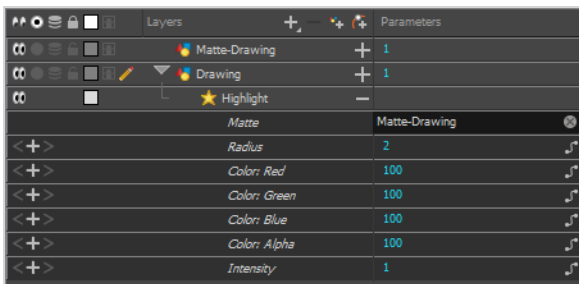 Layers Parameters
Matte-Drawing 1
Drawing 1
Highlight
Matte Matte-Drawing
Radius 2
Color: Red 100
Color: Green 100
Color: Blue 100
Color: Alpha 100
Intensity 1